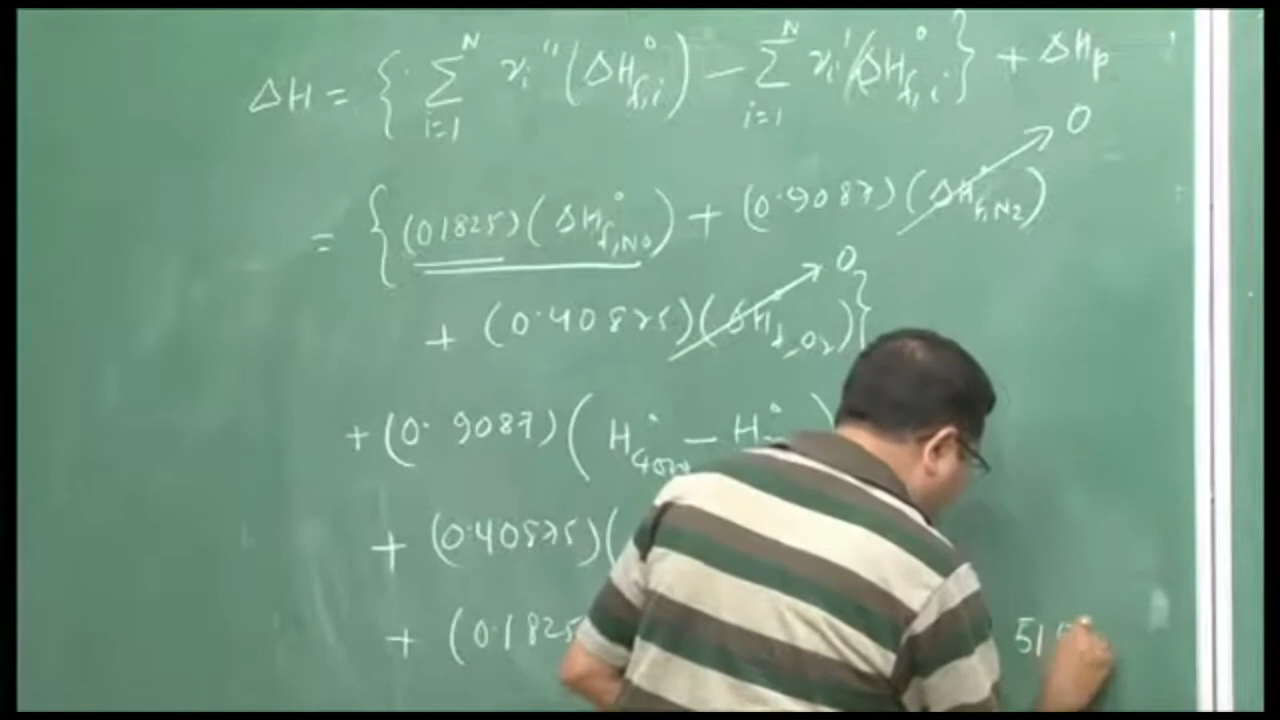 ΔH = { Σ_{i=1}^{N} ν_i'' (ΔH°_{f,i}) − Σ_{i=1}^{N} ν_i' (ΔH°_{f,i}) } + ΔH_p
= { (0.1825) (ΔH°_{f,NO}) + (0.9087) (ΔH°_{f,N2}) → 0
+ (0.40875) (ΔH°_{f,O2}) } → 0
+ (0.9087) ( H°_{4000} − H°
+ (0.40875) (
+ (0.1825 51